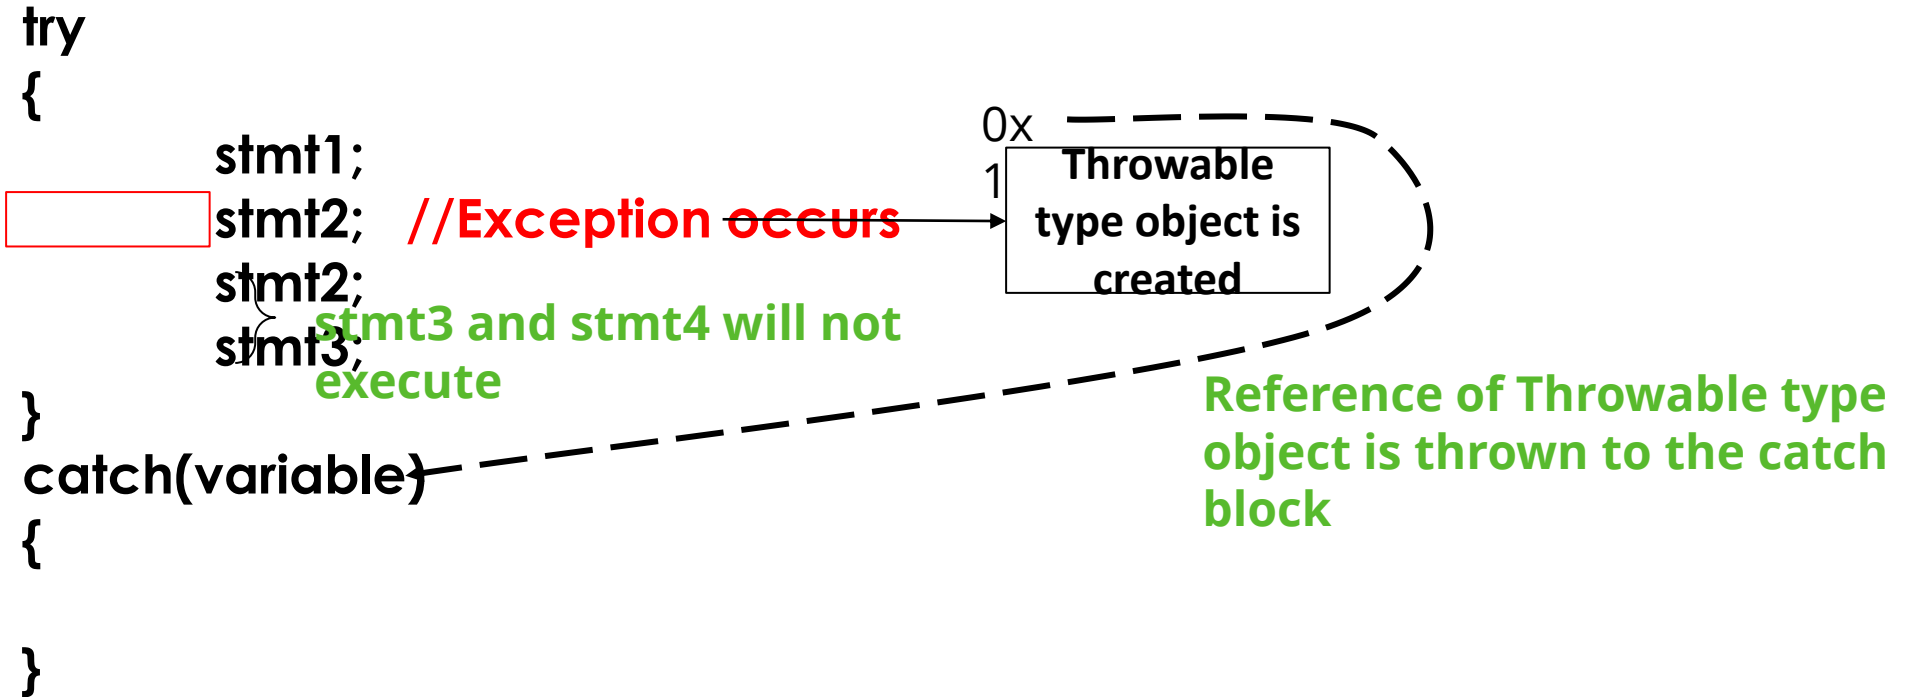 try
{
stmt1;
stmt2; //Exception occurs
stmt2;
stmt3;
}
catch(variable)
{
}
stmt3 and stmt4 will not
execute
0x
1
Throwable
type object is
created
Reference of Throwable type
object is thrown to the catch
block